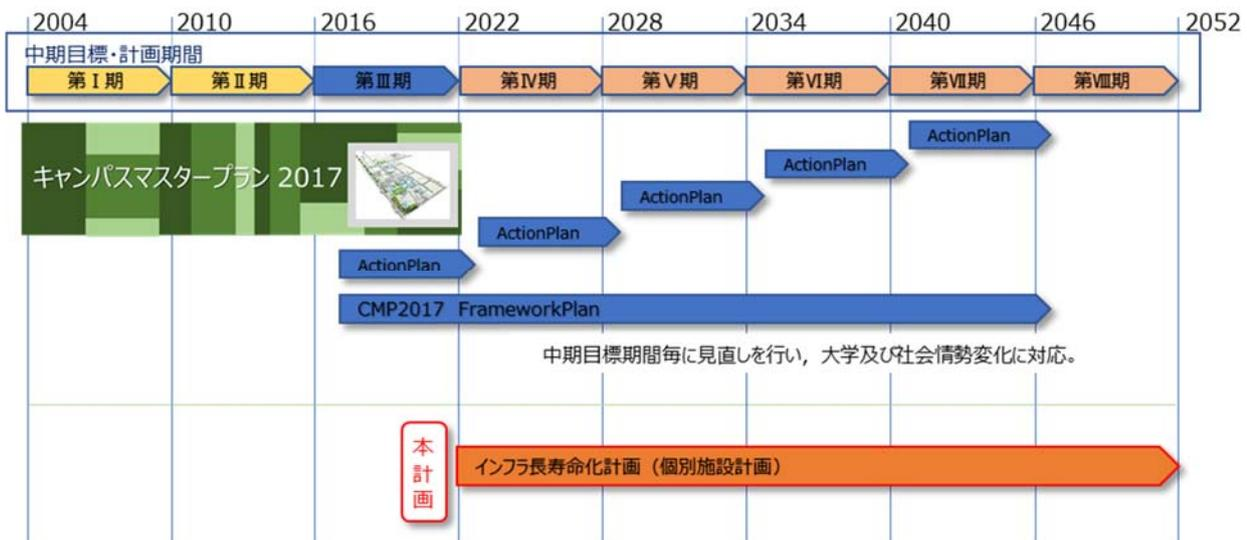 2004 2010 2016 2022 2028 2034 2040 2046 2052
中期目標・計画期間
第Ⅰ期 第Ⅱ期 第Ⅲ期 第Ⅳ期 第Ⅴ期 第Ⅵ期 第Ⅶ期 第Ⅷ期
キャンパスマスタープラン 2017
ActionPlan
ActionPlan
ActionPlan
ActionPlan
ActionPlan
CMP2017 FrameworkPlan
中期目標期間毎に見直しを行い，大学及び社会情勢変化に対応。
本計画
インフラ長寿命化計画（個別施設計画）